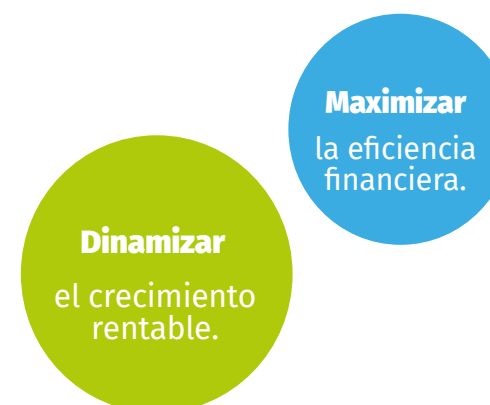 Maximizar
la eficiencia
financiera.
Dinamizar
el crecimiento
rentable.